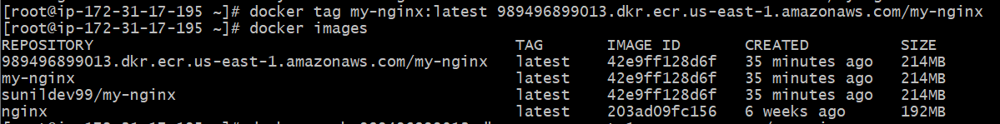 [root@ip-172-31-17-195 ~]# docker tag my-nginx:latest 989496899013.dkr.ecr.us-east-1.amazonaws.com/my-nginx
[root@ip-172-31-17-195 ~]# docker images
REPOSITORY TAG IMAGE ID CREATED SIZE
989496899013.dkr.ecr.us-east-1.amazonaws.com/my-nginx latest 42e9ff128d6f 35 minutes ago 214MB
my-nginx latest 42e9ff128d6f 35 minutes ago 214MB
sunildev99/my-nginx latest 42e9ff128d6f 35 minutes ago 214MB
nginx latest 203ad09fc156 6 weeks ago 192MB